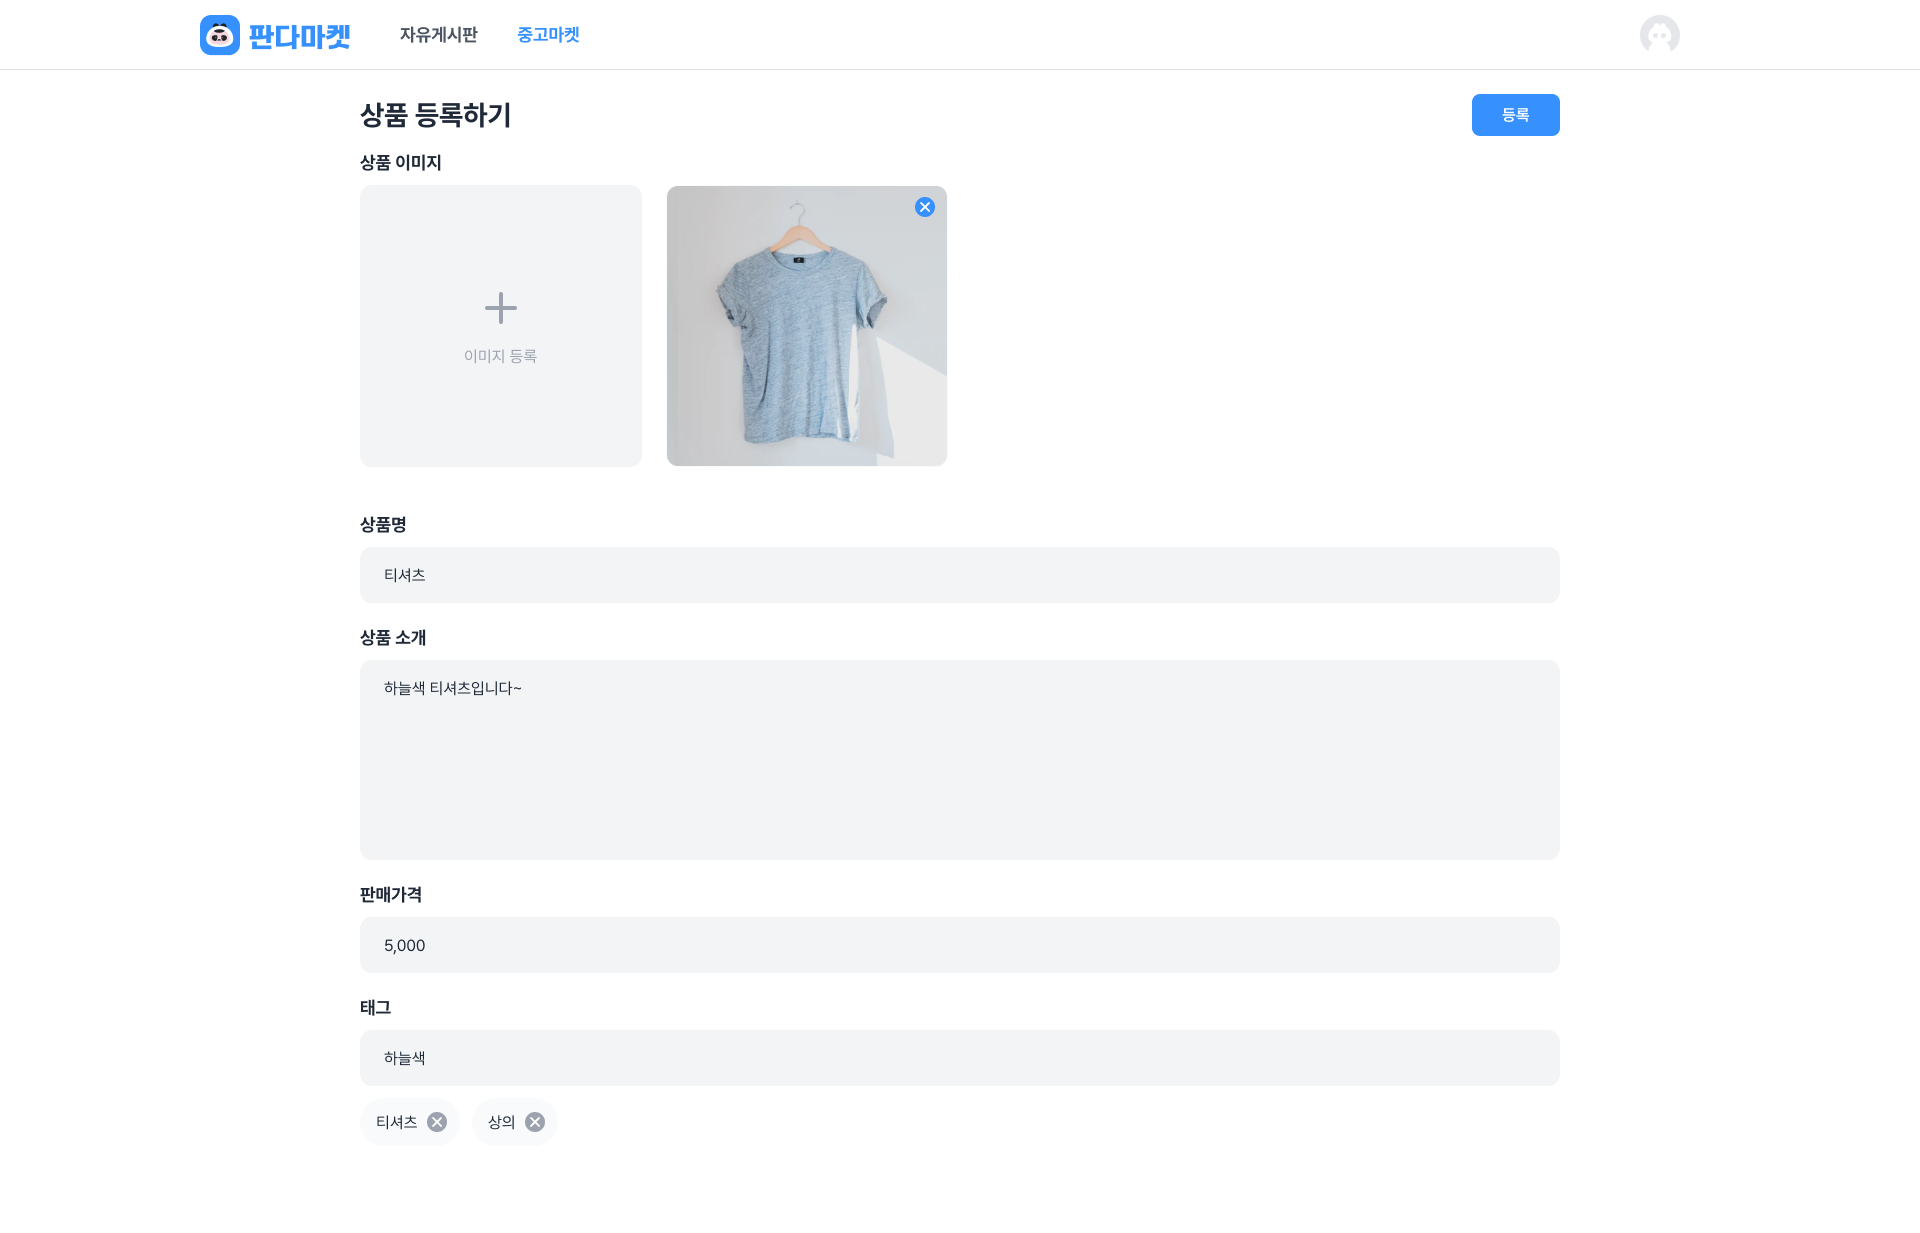 판다마켓 자유게시판 중고마켓
상품 등록하기 등록
상품 이미지
이미지 등록
상품명
티셔츠
상품 소개
하늘색 티셔츠입니다~
판매가격
5,000
태그
하늘색
티셔츠 상의